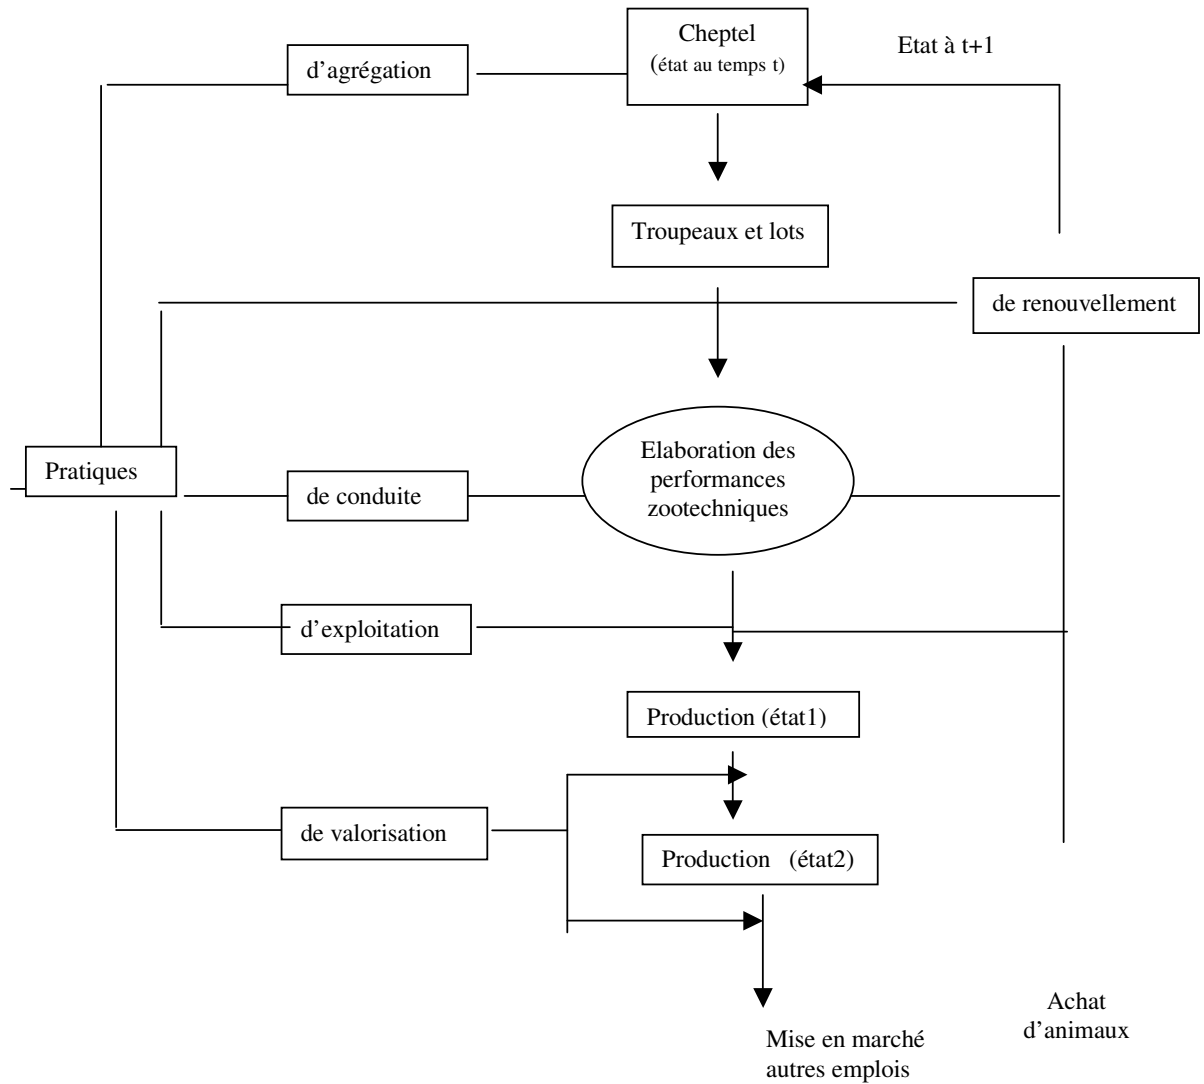 Cheptel
(état au temps t)
Etat à t+1
d’agrégation
Troupeaux et lots
de renouvellement
Elaboration des
performances
zootechniques
Pratiques
de conduite
d’exploitation
Production (état1)
de valorisation
Production (état2)
Achat
d’animaux
Mise en marché
autres emplois